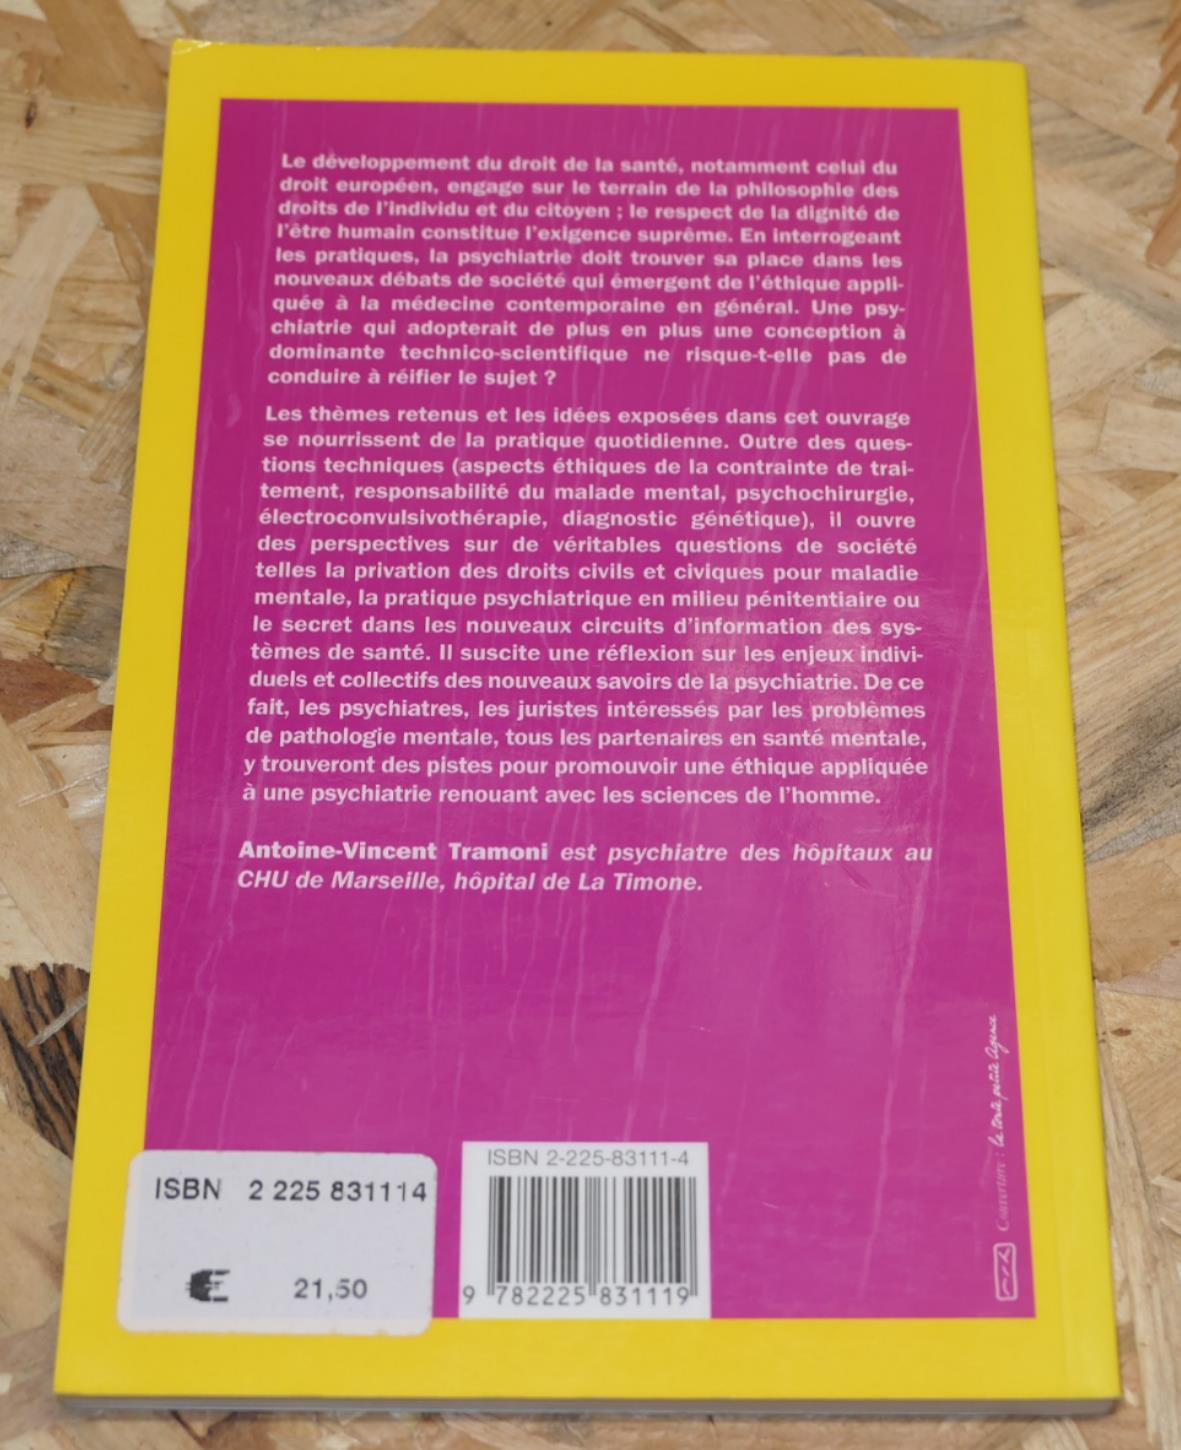 Le développement du droit de la santé, notamment celui du
droit européen, engage sur le terrain de la philosophie des
droits de l'individu et du citoyen ; le respect de la dignité de
l'être humain constitue l'exigence suprême. En interrogeant
les pratiques, la psychiatrie doit trouver sa place dans les
nouveaux débats de société qui émergent de l'éthique appli-
quée à la médecine contemporaine en général. Une psy-
chiatrie qui adopterait de plus en plus une conception à
dominante technico-scientifique ne risque-t-elle pas de
conduire à réifier le sujet ?
Les thèmes retenus et les idées exposées dans cet ouvrage
se nourrissent de la pratique quotidienne. Outre des ques-
tions techniques (aspects éthiques de la contrainte de trai-
tement, responsabilité du malade mental, psychochirurgie,
électroconvulsivothérapie, diagnostic génétique), il ouvre
des perspectives sur de véritables questions de société
telles la privation des droits civils et civiques pour maladie
mentale, la pratique psychiatrique en milieu pénitentiaire ou
le secret dans les nouveaux circuits d'information des sys-
tèmes de santé. Il suscite une réflexion sur les enjeux indivi-
duels et collectifs des nouveaux savoirs de la psychiatrie. De ce
fait, les psychiatres, les juristes intéressés par les problèmes
de pathologie mentale, tous les partenaires en santé mentale,
y trouveront des pistes pour promouvoir une éthique appliquée
à une psychiatrie renouant avec les sciences de l'homme.
Antoine-Vincent Tramoni est psychiatre des hôpitaux au
CHU de Marseille, hôpital de La Timone.
Couverture : la toute petite Agence
ISBN 2 225 831114
€ 21,50
ISBN 2-225-83111-4
9 782225 831119